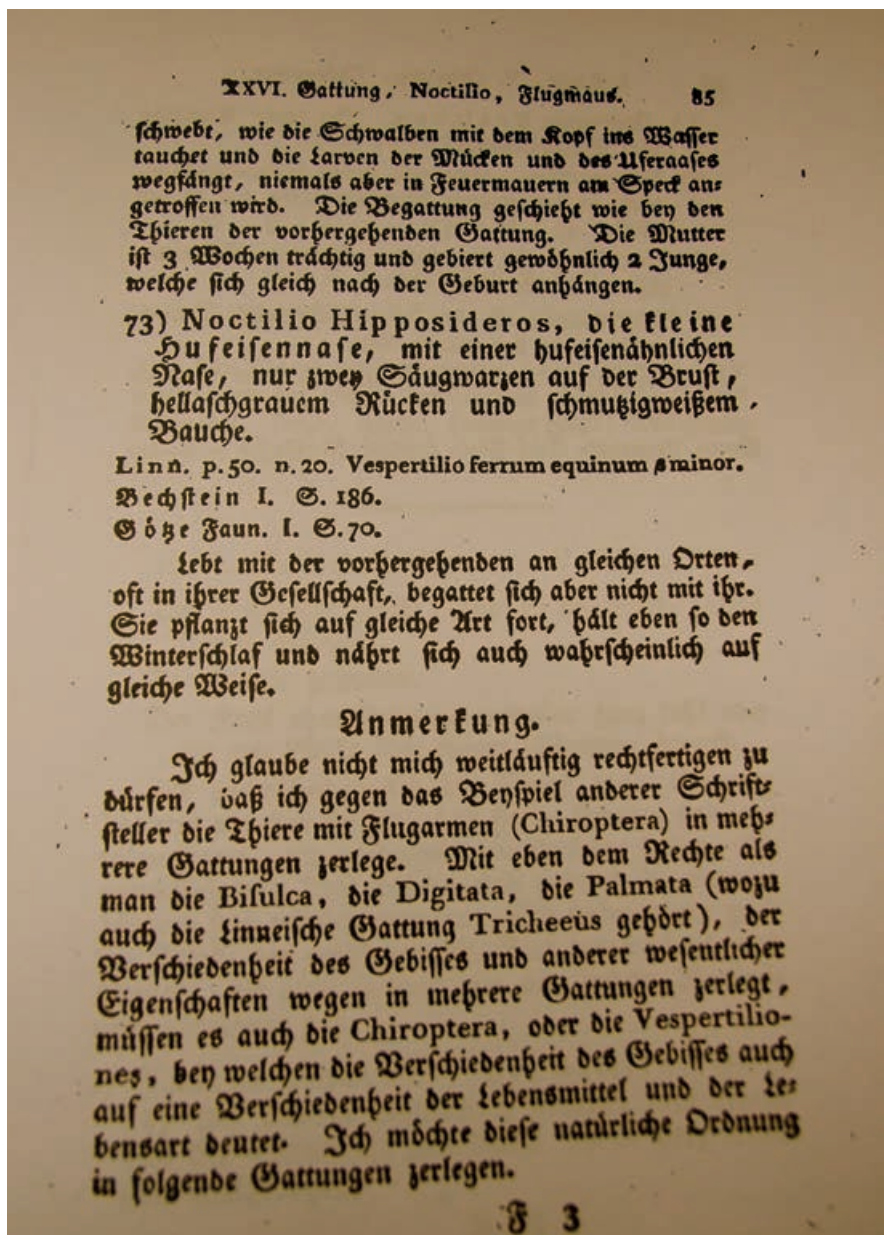 XXVI. Gattung, Noctilio, Flugmaus. 85
ſchwebt, wie die Schwalben mit dem Kopf ins Waſſer
tauchet und die Larven der Mücken und des Uferaaſes
wegfängt, niemals aber in Feuermauern am Speck an⸗
getroffen wird. Die Begattung geſchieht wie bey den
Thieren der vorhergehenden Gattung. Die Mutter
iſt 3 Wochen trächtig und gebiert gewöhnlich 2 Junge,
welche ſich gleich nach der Geburt anhängen.
73) Noctilio Hipposideros, die kleine
Hufeiſennaſe, mit einer hufeiſenähnlichen
Naſe, nur zwey Säugwarzen auf der Bruſt,
hellaſchgrauem Rücken und ſchmutzigweißem
Bauche.
Linn. p. 50. n. 20. Vespertilio ferrum equinum minor.
Bechſtein I. S. 186.
Götze Faun. I. S. 70.
Lebt mit der vorhergehenden an gleichen Orten,
oft in ihrer Geſellſchaft, begattet ſich aber nicht mit ihr.
Sie pflanzt ſich auf gleiche Art fort, hält eben ſo den
Winterſchlaf und nährt ſich auch wahrſcheinlich auf
gleiche Weiſe.
Anmerkung.
Ich glaube nicht mich weitläuftig rechtfertigen zu
dürfen, daß ich gegen das Beyſpiel anderer Schrift⸗
ſteller die Thiere mit Flugarmen (Chiroptera) in meh⸗
rere Gattungen zerlege. Mit eben dem Rechte als
man die Biſulca, die Digitata, die Palmata (wozu
auch die Linneiſche Gattung Tricheeus gehört), der
Verſchiedenheit des Gebiſſes und anderer weſentlicher
Eigenſchaften wegen in mehrere Gattungen zerlegt,
müſſen es auch die Chiroptera, oder die Vespertilio-
nes, bey welchen die Verſchiedenheit des Gebiſſes auch
auf eine Verſchiedenheit der Lebensmittel und der Le⸗
bensart deutet. Ich möchte dieſe natürliche Ordnung
in folgende Gattungen zerlegen.
F 3